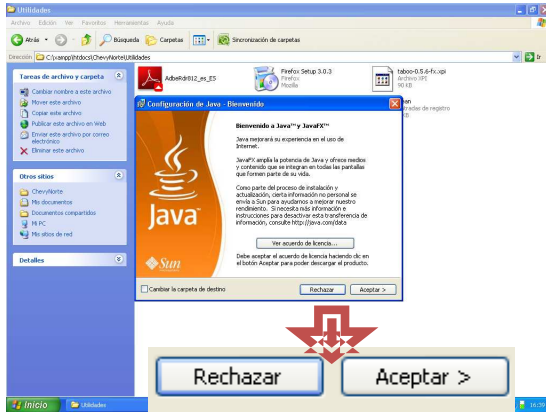 Utilidades
Archivo Edición Ver Favoritos Herramientas Ayuda
Atrás Búsqueda Carpetas Sincronización de carpetas
Dirección C:\xampp\htdocs\ChevyNorte\Utilidades Ir
Tareas de archivo y carpeta
Cambiar nombre a este archivo
Mover este archivo
Copiar este archivo
Publicar este archivo en Web
Enviar este archivo por correo
electrónico
Eliminar este archivo
Otros sitios
ChevyNorte
Mis documentos
Documentos compartidos
Mi PC
Mis sitios de red
Detalles
AdbeRdr812_es_ES
Firefox Setup 3.0.3
Firefox
Mozilla
taboo-0.5.6-fx.xpi
Archivo XPI
90 KB
Configuración de Java - Bienvenido
Bienvenido a Java™ y JavaFX™
Java mejorará su experiencia en el uso de
Internet.
JavaFX amplía la potencia de Java y ofrece medios
y contenido que se integran en todas las pantallas
que formen parte de su vida.
Como parte del proceso de instalación y
actualización, cierta información no personal se
envía a Sun para ayudarnos a mejorar nuestro
rendimiento. Si necesita más información e
instrucciones para desactivar esta transferencia de
información, consulte http://java.com/data
Ver acuerdo de licencia...
Debe aceptar el acuerdo de licencia haciendo clic en
el botón Aceptar para poder descargar el producto.
Java
Sun
Cambiar la carpeta de destino
Rechazar Aceptar >
Rechazar Aceptar >
Inicio Utilidades 16:39